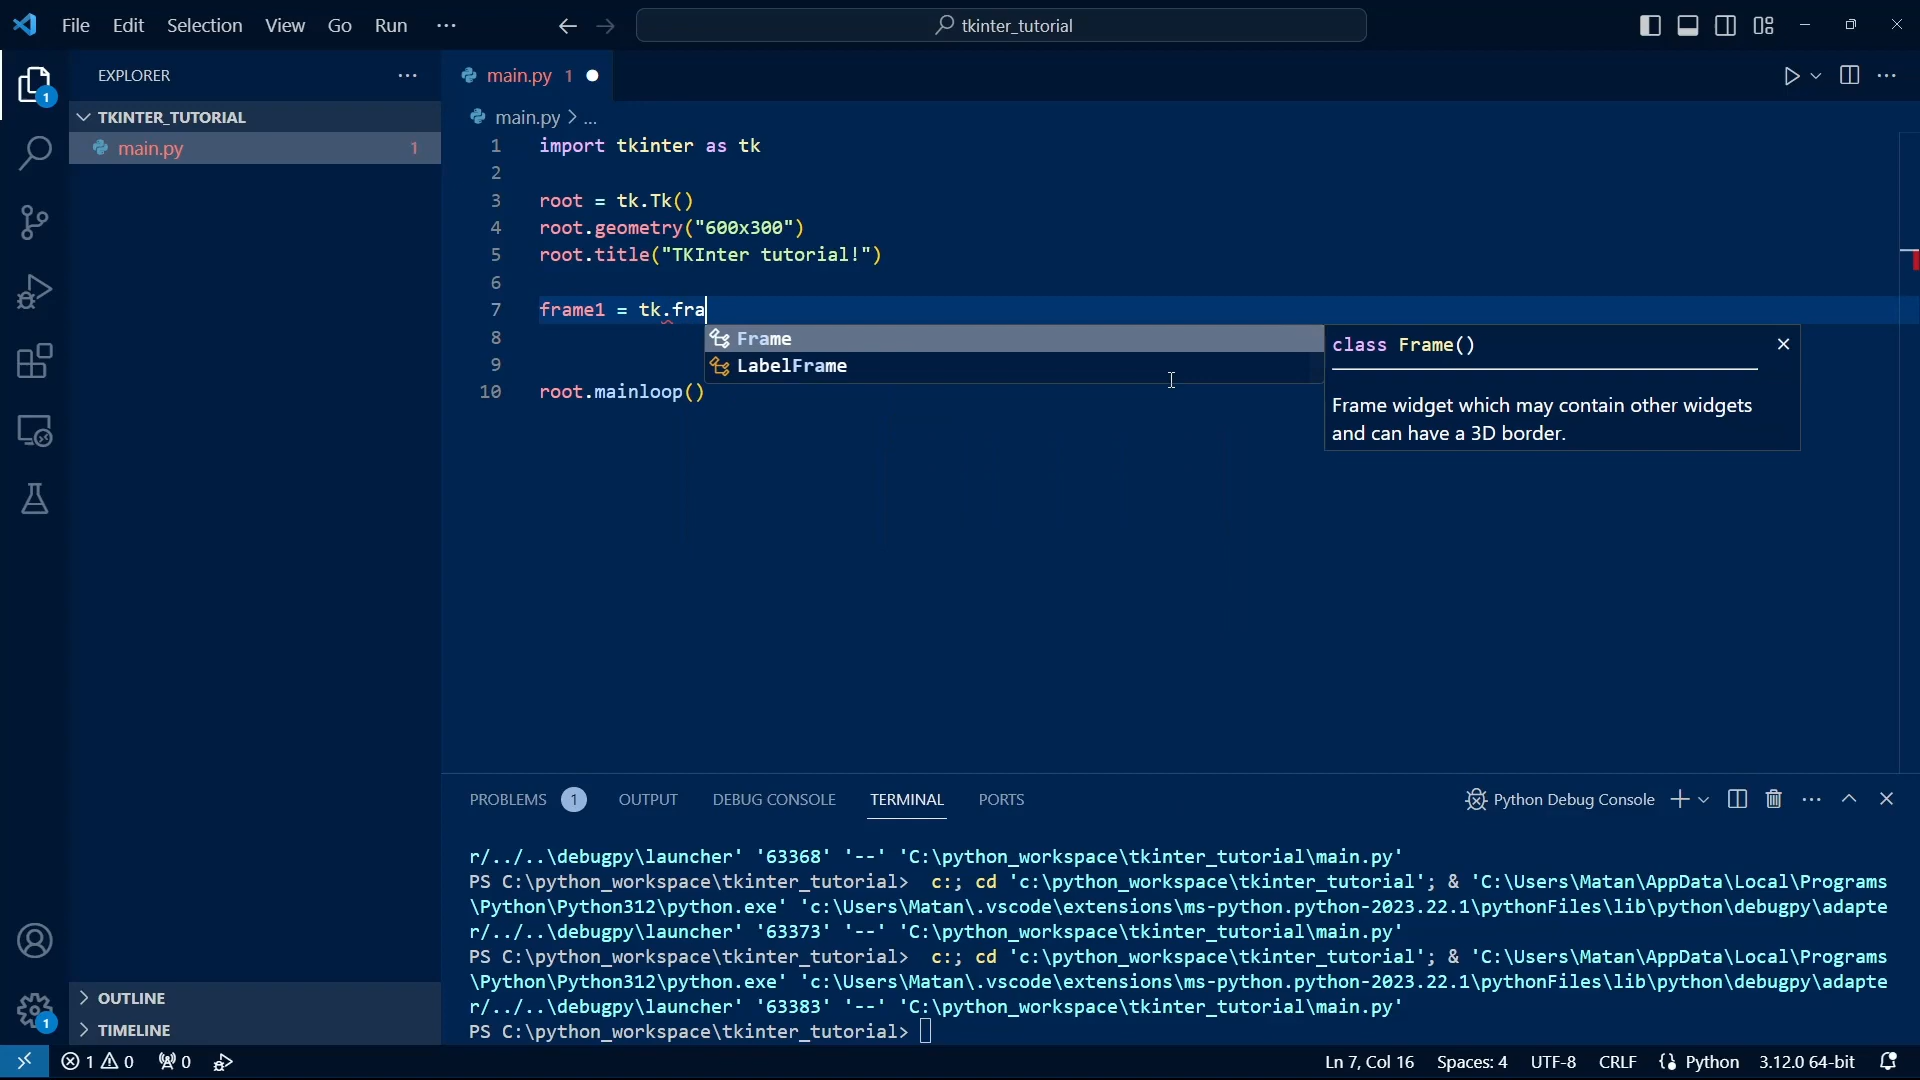 File Edit Selection View Go Run ··· tkinter_tutorial
EXPLORER ···
main.py 1
TKINTER_TUTORIAL
main.py > ...
main.py 1
1 import tkinter as tk
2
3 root = tk.Tk()
4 root.geometry("600x300")
5 root.title("TKInter tutorial!")
6
7 frame1 = tk.fra
8
9
10 root.mainloop()
Frame
LabelFrame
class Frame()
Frame widget which may contain other widgets
and can have a 3D border.
PROBLEMS 1 OUTPUT DEBUG CONSOLE TERMINAL PORTS Python Debug Console
r/../..\debugpy\launcher' '63368' '--' 'C:\python_workspace\tkinter_tutorial\main.py'
PS C:\python_workspace\tkinter_tutorial> c:; cd 'c:\python_workspace\tkinter_tutorial'; & 'C:\Users\Matan\AppData\Local\Programs
\Python\Python312\python.exe' 'c:\Users\Matan\.vscode\extensions\ms-python.python-2023.22.1\pythonFiles\lib\python\debugpy\adapte
r/../..\debugpy\launcher' '63373' '--' 'C:\python_workspace\tkinter_tutorial\main.py'
PS C:\python_workspace\tkinter_tutorial> c:; cd 'c:\python_workspace\tkinter_tutorial'; & 'C:\Users\Matan\AppData\Local\Programs
\Python\Python312\python.exe' 'c:\Users\Matan\.vscode\extensions\ms-python.python-2023.22.1\pythonFiles\lib\python\debugpy\adapte
r/../..\debugpy\launcher' '63383' '--' 'C:\python_workspace\tkinter_tutorial\main.py'
PS C:\python_workspace\tkinter_tutorial>
1
1
OUTLINE
TIMELINE
1 0 0 Ln 7, Col 16 Spaces: 4 UTF-8 CRLF Python 3.12.0 64-bit